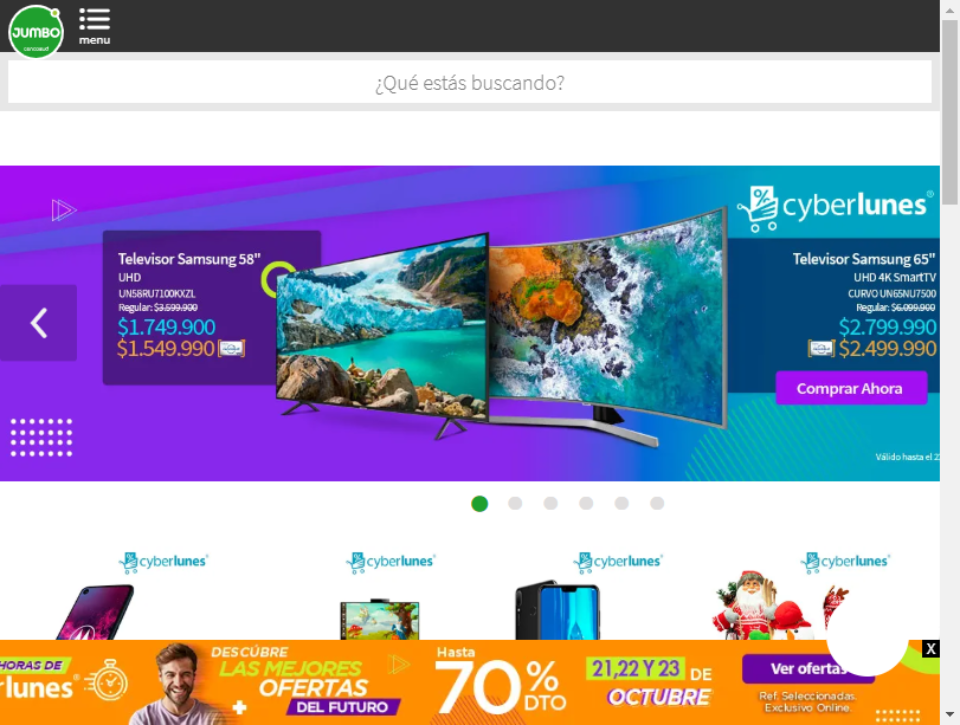 JUMBO
cencosud
menu
¿Qué estás buscando?
cyberlunes
Televisor Samsung 58"
UHD
UN58RU7100KXZL
Regular: $3.599.900
$1.749.900
$1.549.990
Televisor Samsung 65"
UHD 4K SmartTV
CURVO UN65NU7500
Regular: $6.099.900
$2.799.990
$2.499.990
Comprar Ahora
Válido hasta el 2
cyberlunes
cyberlunes
cyberlunes
cyberlunes
X
HORAS DE
rlunes
DESCÚBRE
LAS MEJORES
OFERTAS
+ DEL FUTURO
Hasta
70% DTO
21,22 Y 23 DE
OCTUBRE
Ver ofertas
Ref. Seleccionadas.
Exclusivo Online.